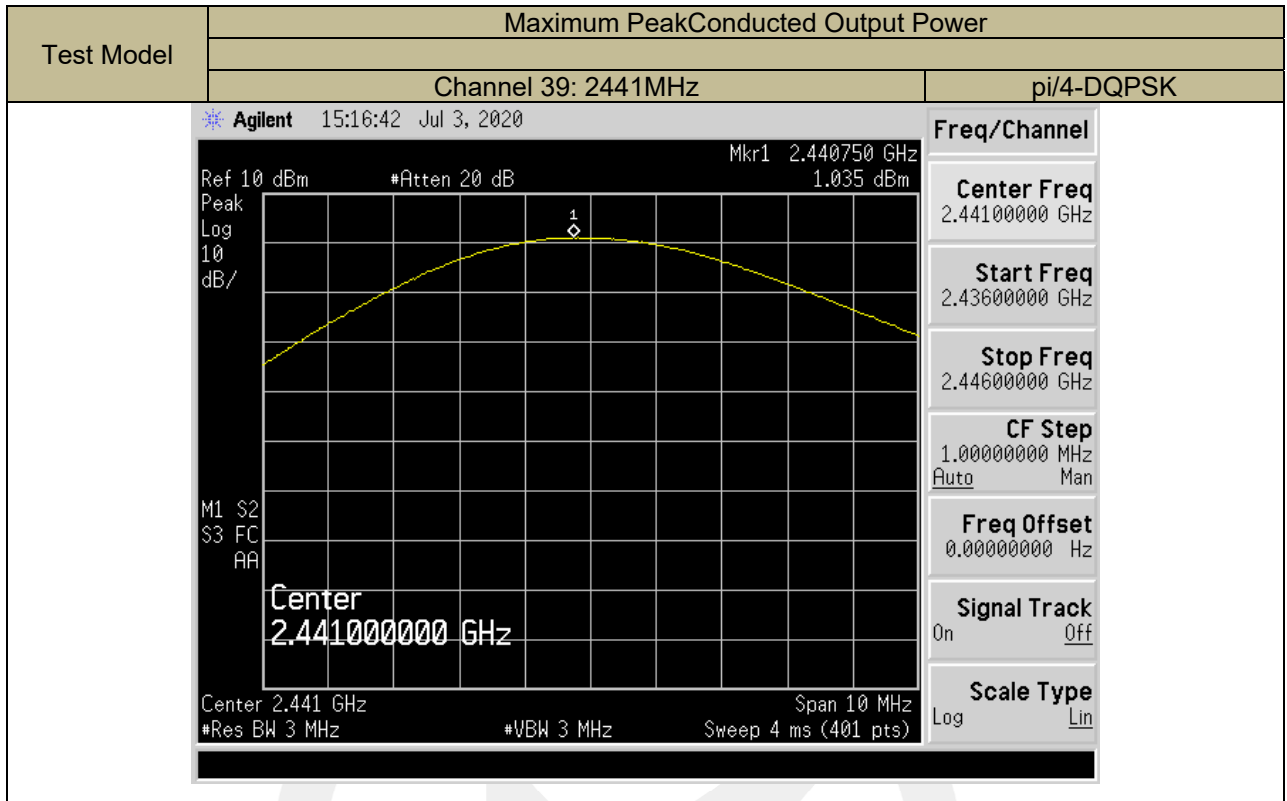 Test Model
Maximum PeakConducted Output Power
Channel 39: 2441MHz
pi/4-DQPSK
Agilent 15:16:42 Jul 3, 2020
Mkr1 2.440750 GHz
Ref 10 dBm #Atten 20 dB 1.035 dBm
Peak
Log
10
dB/
1
M1 S2
S3 FC
AA
Center
2.441000000 GHz
Center 2.441 GHz Span 10 MHz
#Res BW 3 MHz #VBW 3 MHz Sweep 4 ms (401 pts)
Freq/Channel
Center Freq
2.44100000 GHz
Start Freq
2.43600000 GHz
Stop Freq
2.44600000 GHz
CF Step
1.00000000 MHz
Auto Man
Freq Offset
0.00000000 Hz
Signal Track
On Off
Scale Type
Log Lin